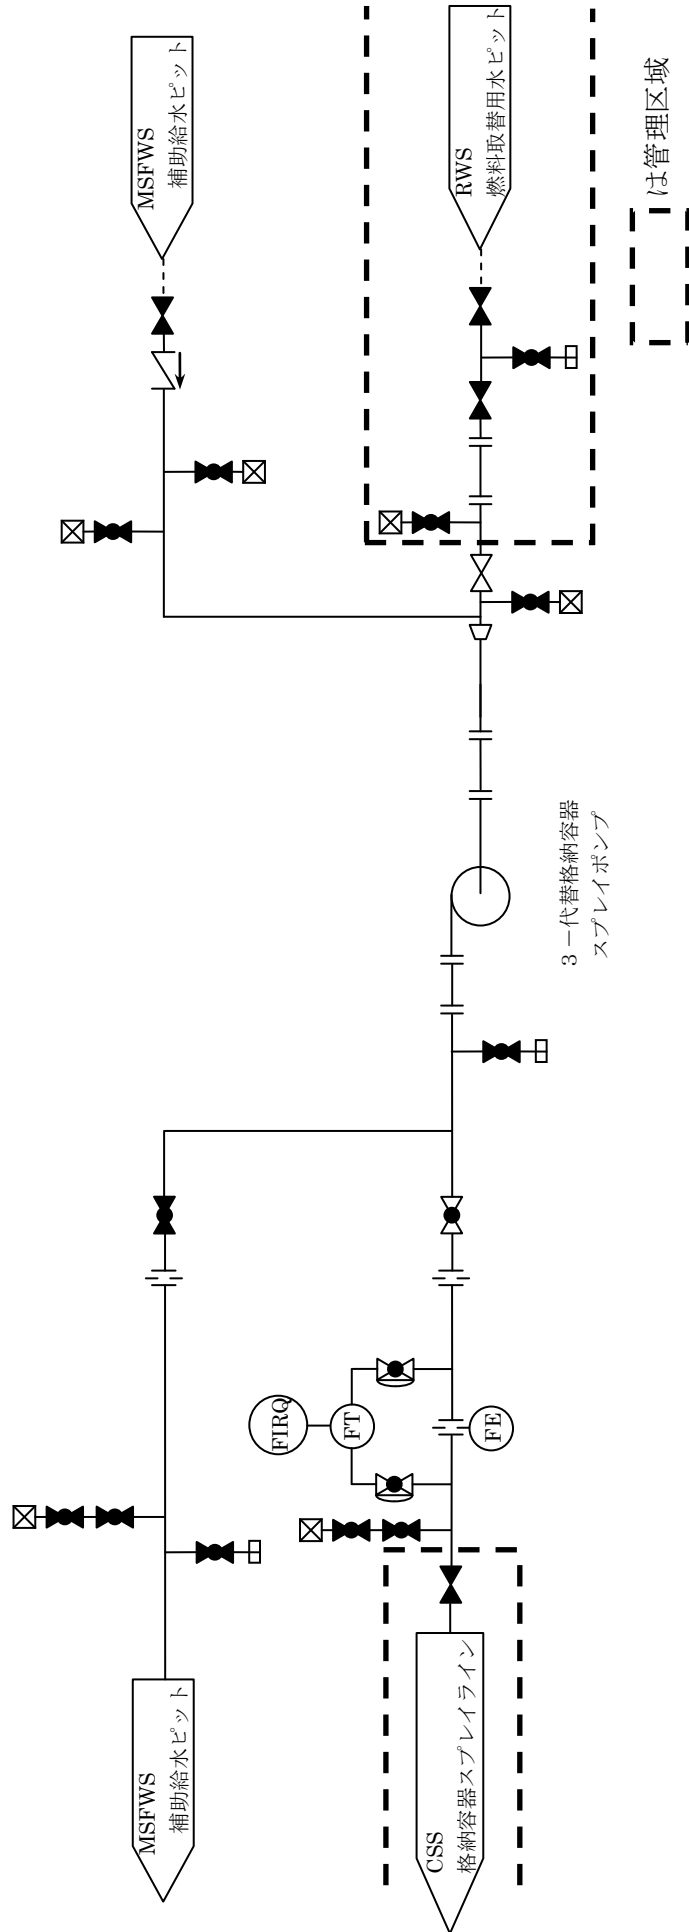 MSFWS
補助給水ピット
RWS
燃料取替用水ピット
は管理区域
3－代替格納容器
スプレイポンプ
FIRQ
FT
FE
MSFWS
補助給水ピット
CSS
格納容器スプレイライン